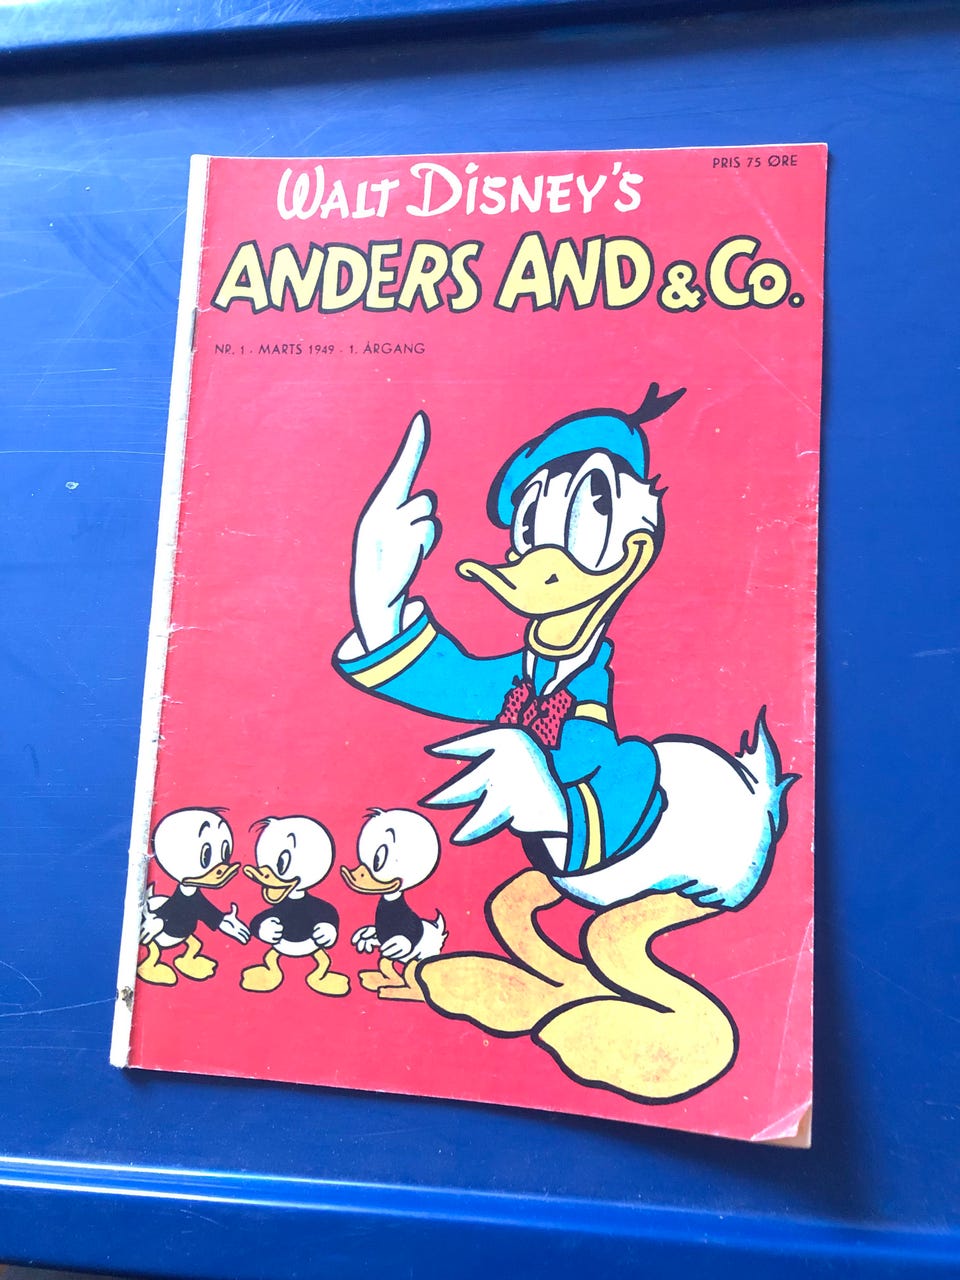 PRIS 75 ØRE
WALT DISNEY'S
ANDERS AND & CO.
NR. 1 · MARTS 1949 · 1. ÅRGANG